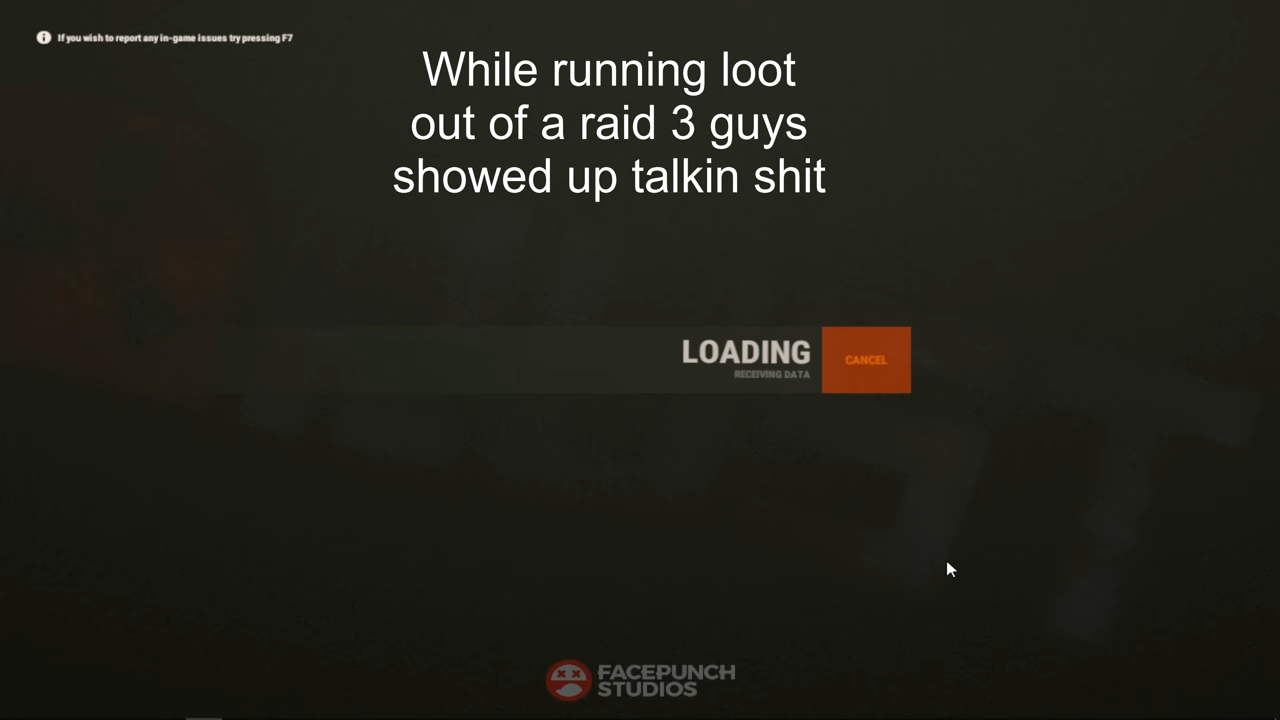 If you wish to report any in-game issues try pressing F7
While running loot
out of a raid 3 guys
showed up talkin shit
LOADING
RECEIVING DATA
CANCEL
FACEPUNCH
STUDIOS